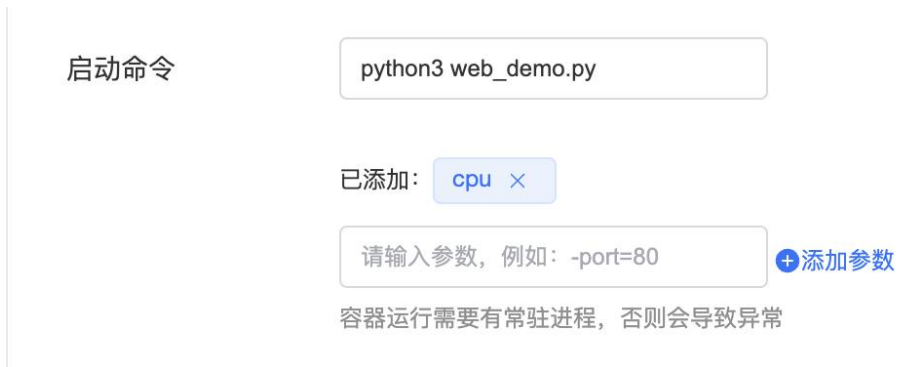 启动命令
python3 web_demo.py
已添加： cpu ×
请输入参数，例如：-port=80
添加参数
容器运行需要有常驻进程，否则会导致异常